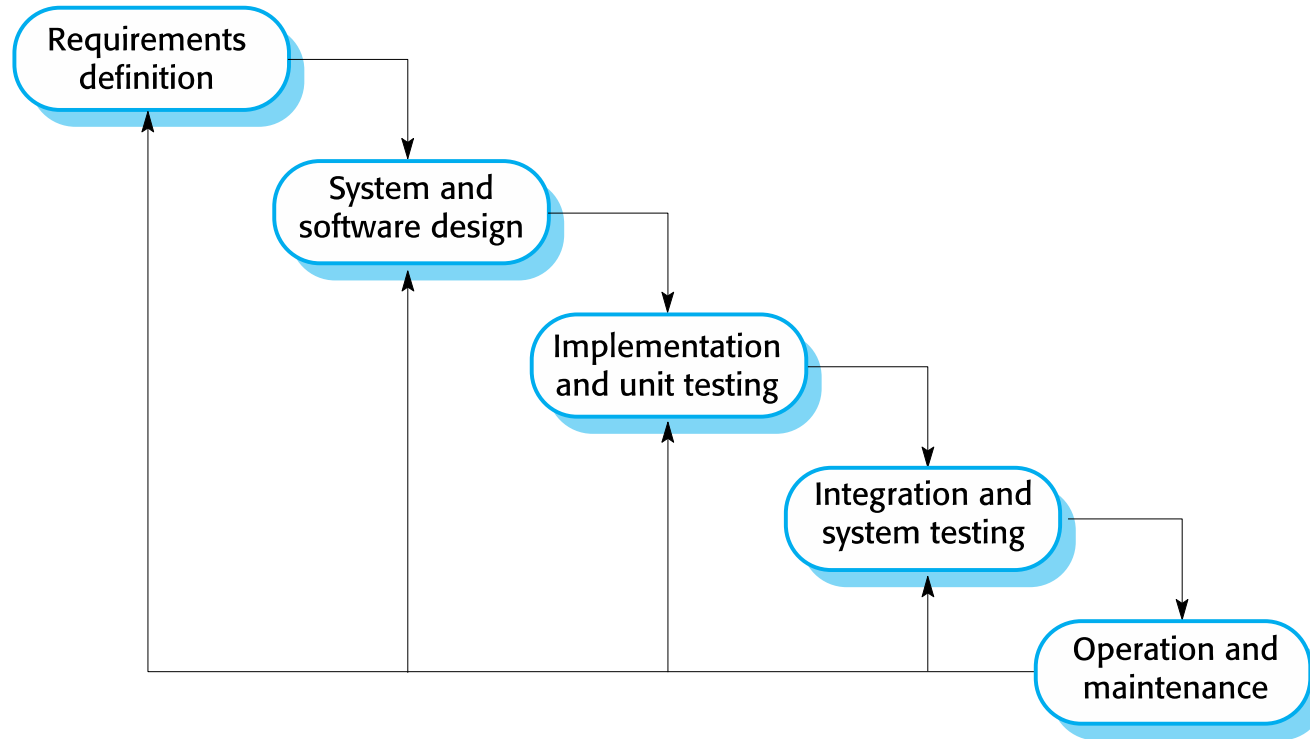 Requirements
definition
System and
software design
Implementation
and unit testing
Integration and
system testing
Operation and
maintenance